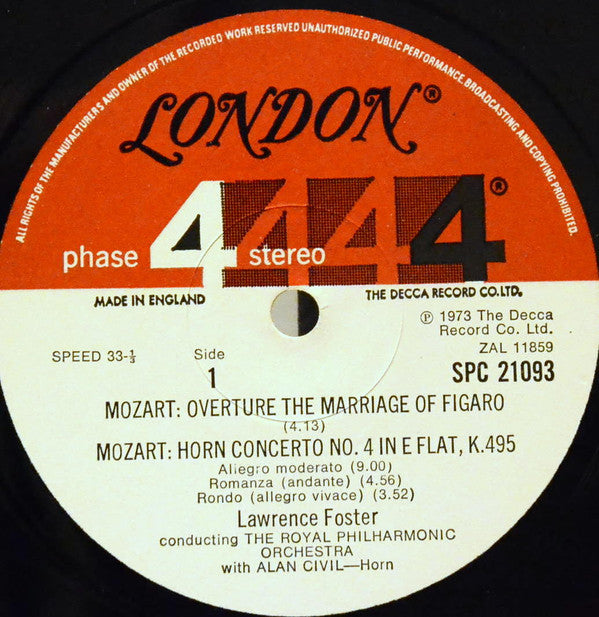 ALL RIGHTS OF THE MANUFACTURERS AND OWNER OF THE RECORDED WORK RESERVED UNAUTHORIZED PUBLIC PERFORMANCE, BROADCASTING AND COPYING PROHIBITED.
LONDON®
phase 4 stereo 4 4 4®
MADE IN ENGLAND
THE DECCA RECORD CO. LTD.
℗ 1973 The Decca
Record Co. Ltd.
ZAL 11859
SPEED 33-⅓
Side
1
SPC 21093
MOZART: OVERTURE THE MARRIAGE OF FIGARO
(4.13)
MOZART: HORN CONCERTO NO. 4 IN E FLAT, K.495
Allegro moderato (9.00)
Romanza (andante) (4.56)
Rondo (allegro vivace) (3.52)
Lawrence Foster
conducting THE ROYAL PHILHARMONIC
ORCHESTRA
with ALAN CIVIL—Horn